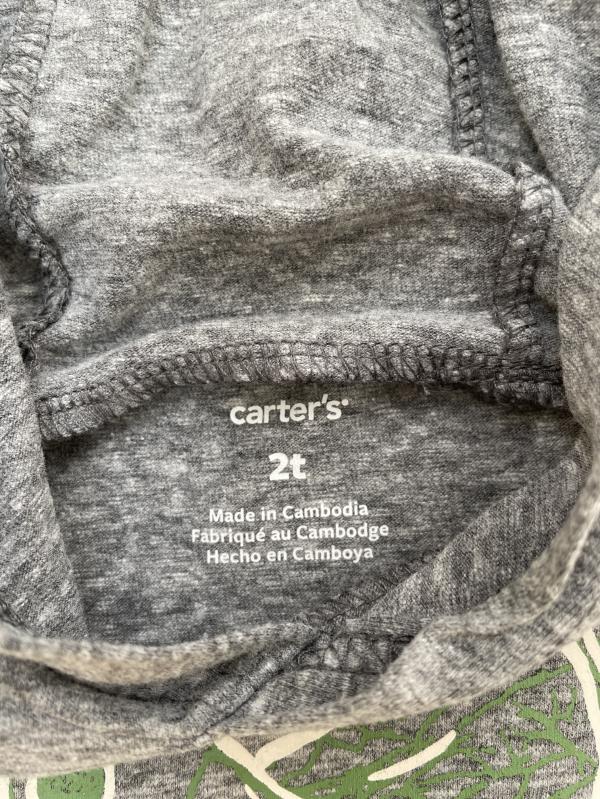 carter's
2t
Made in Cambodia
Fabriqué au Cambodge
Hecho en Camboya